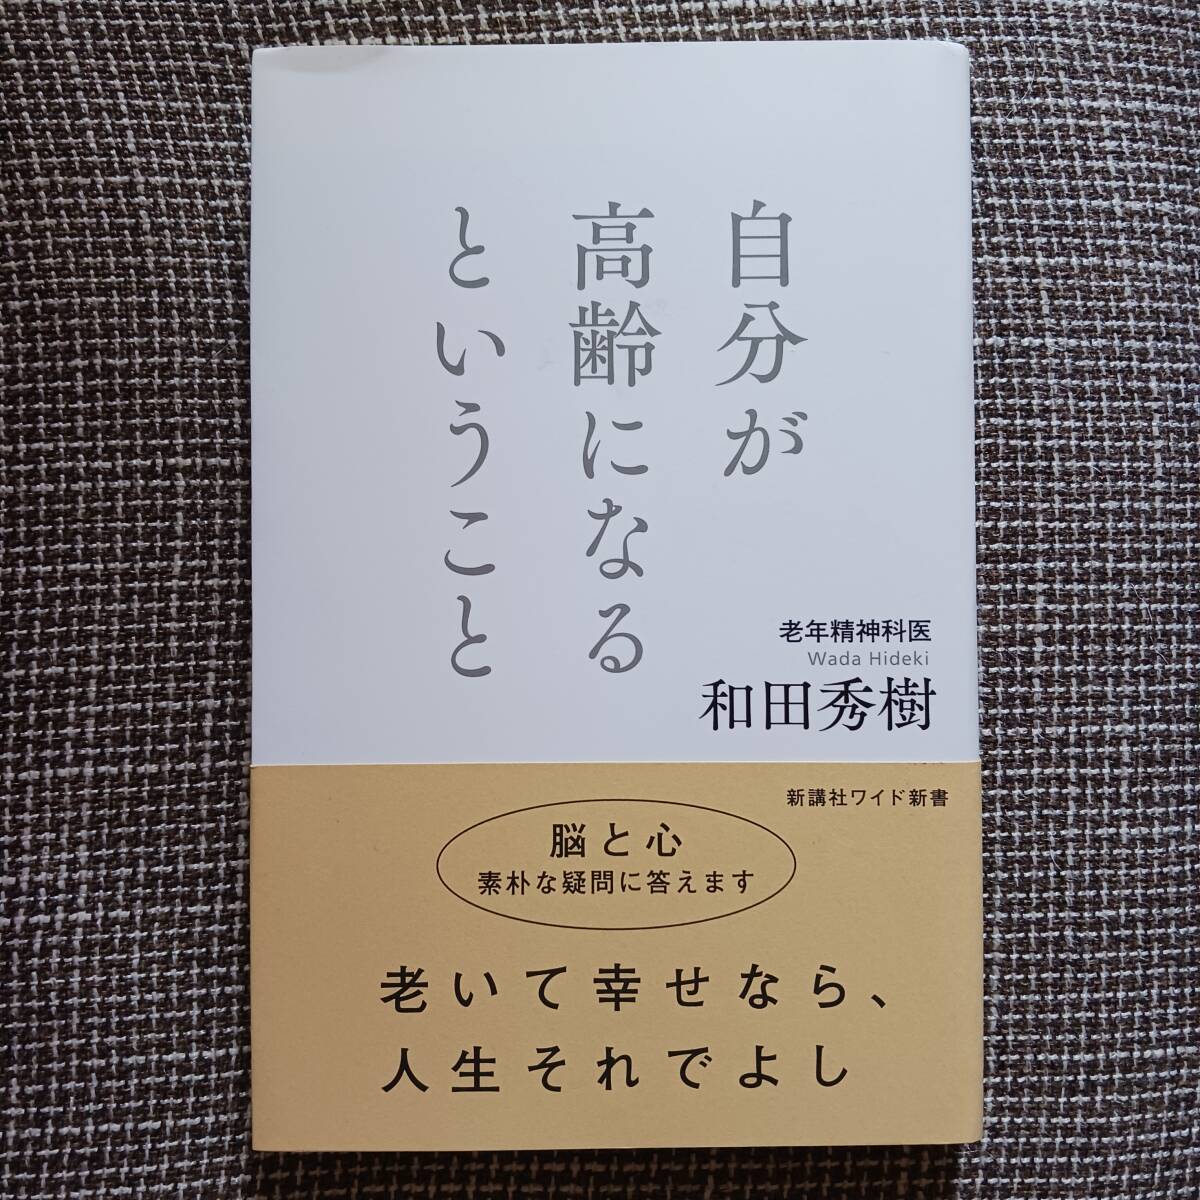 自分が
高齢になる
ということ
老年精神科医
Wada Hideki
和田秀樹
新講社ワイド新書
脳と心
素朴な疑問に答えます
老いて幸せなら、
人生それでよし